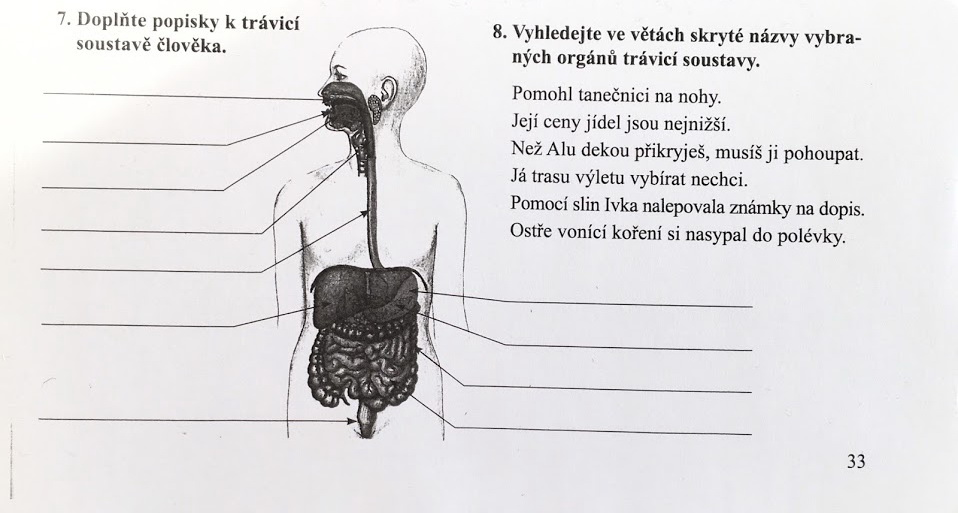 7. Doplňte popisky k trávicí
soustavě člověka.
8. Vyhledejte ve větách skryté názvy vybra-
ných orgánů trávicí soustavy.
Pomohl tanečnici na nohy.
Její ceny jídel jsou nejnižší.
Než Alu dekou přikryješ, musíš ji pohoupat.
Já trasu výletu vybírat nechci.
Pomocí slin Ivka nalepovala známky na dopis.
Ostře vonící koření si nasypal do polévky.
33